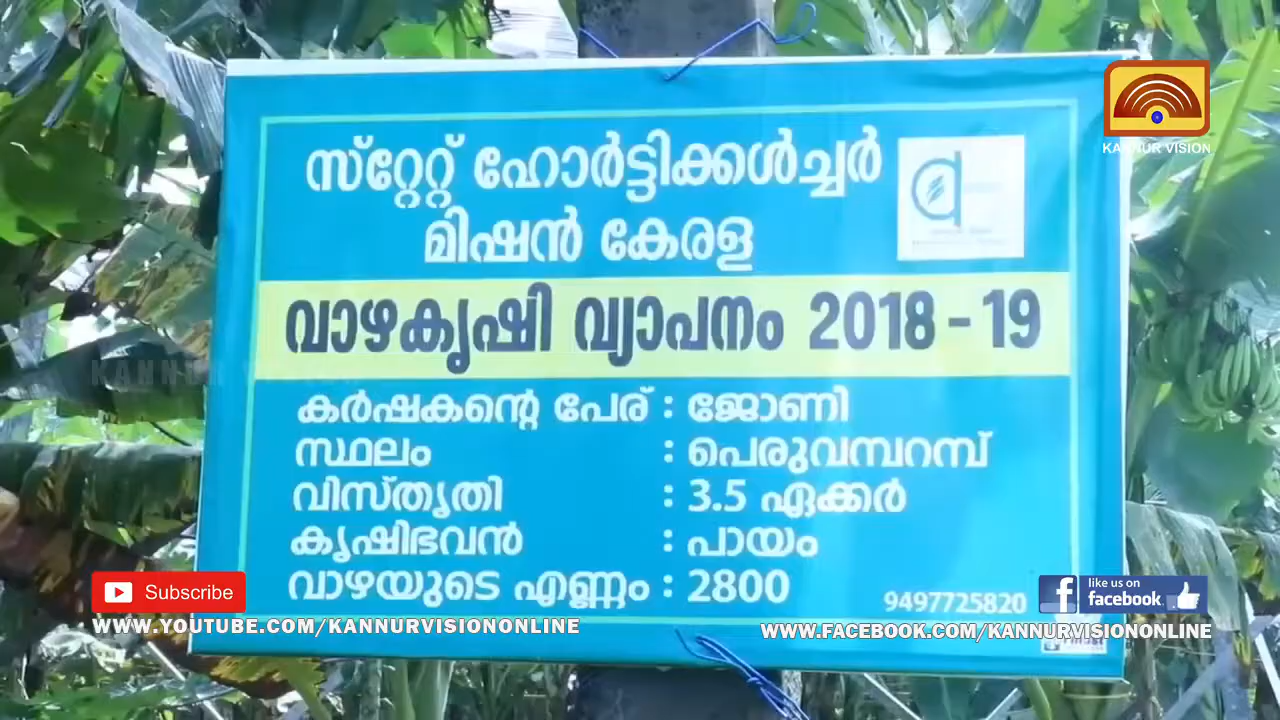 KANNUR VISION
സ്റ്റേറ്റ് ഹോർട്ടിക്കൾച്ചർ
മിഷൻ കേരള
വാഴകൃഷി വ്യാപനം 2018 - 19
കർഷകന്റെ പേര് : ജോണി
സ്ഥലം : പെരുവമ്പറമ്പ്
വിസ്തൃതി : 3.5 ഏക്കർ
കൃഷിഭവൻ : പായം
വാഴയുടെ എണ്ണം : 2800
9497725820
Subscribe
WWW.YOUTUBE.COM/KANNURVISIONONLINE
like us on
facebook
WWW.FACEBOOK.COM/KANNURVISIONONLINE